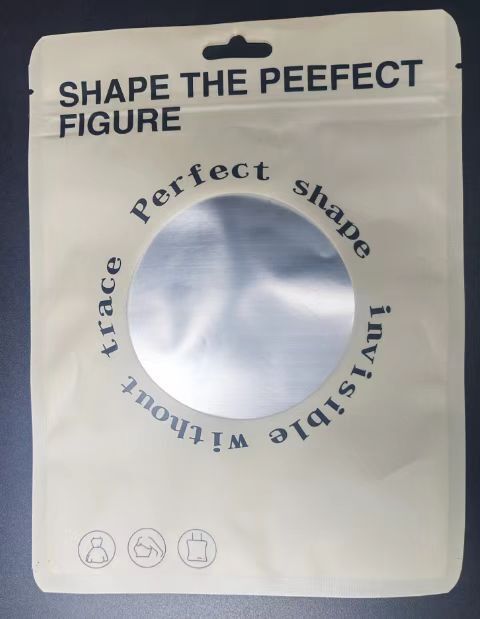 SHAPE THE PEEFECT
FIGURE
Perfect shape invisible without trace